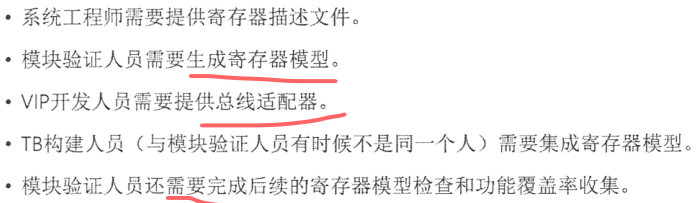 • 系统工程师需要提供寄存器描述文件。
• 模块验证人员需要生成寄存器模型。
• VIP开发人员需要提供总线适配器。
• TB构建人员（与模块验证人员有时候不是同一个人）需要集成寄存器模型。
• 模块验证人员还需要完成后续的寄存器模型检查和功能覆盖率收集。